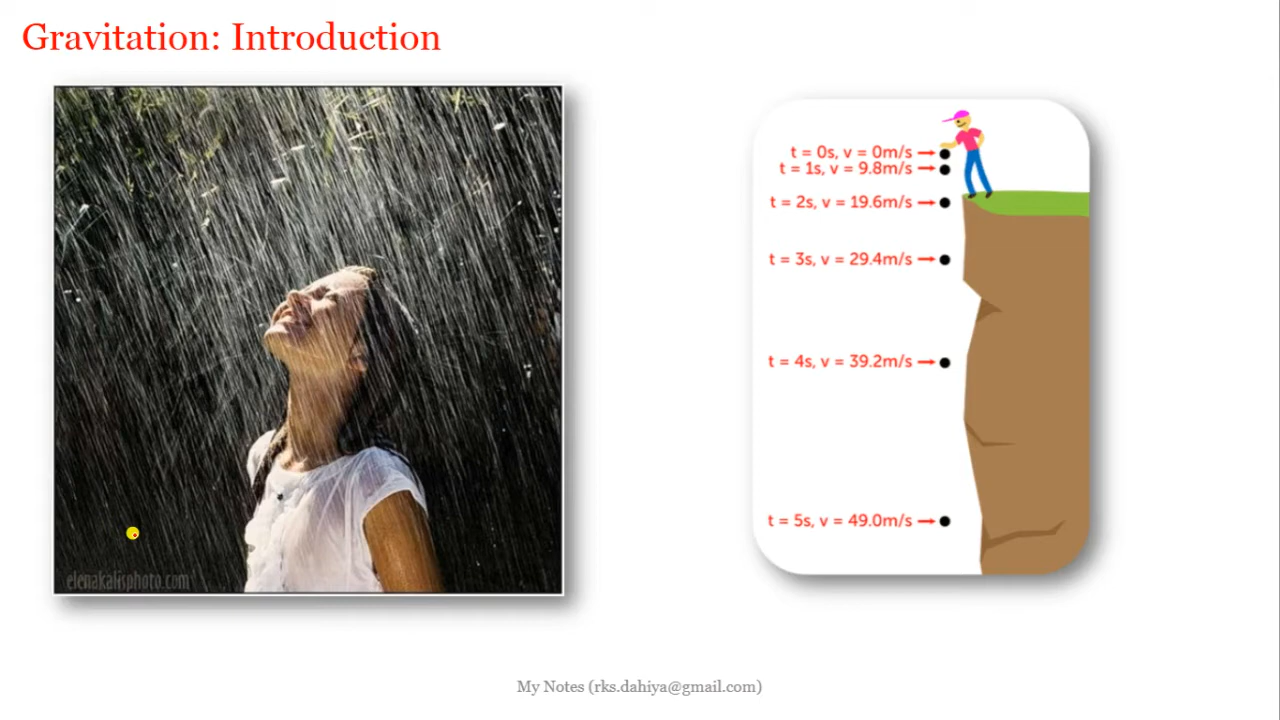 Gravitation: Introduction
t = 0s, v = 0m/s
t = 1s, v = 9.8m/s
t = 2s, v = 19.6m/s
t = 3s, v = 29.4m/s
t = 4s, v = 39.2m/s
t = 5s, v = 49.0m/s
elenakalisphoto.com
My Notes (rks.dahiya@gmail.com)